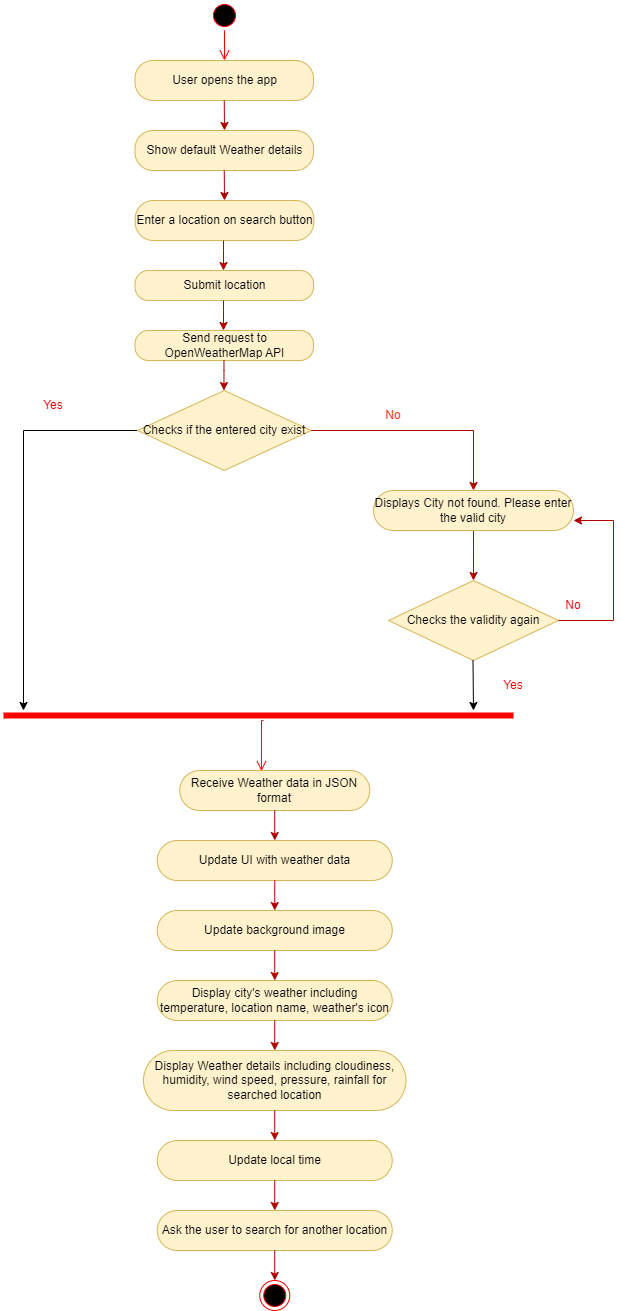 User opens the app
Show default Weather details
Enter a location on search button
Submit location
Send request to
OpenWeatherMap API
Yes
No
Checks if the entered city exist
Displays City not found. Please enter
the valid city
No
Checks the validity again
Yes
Receive Weather data in JSON
format
Update UI with weather data
Update background image
Display city's weather including
temperature, location name, weather's icon
Display Weather details including cloudiness,
humidity, wind speed, pressure, rainfall for
searched location
Update local time
Ask the user to search for another location